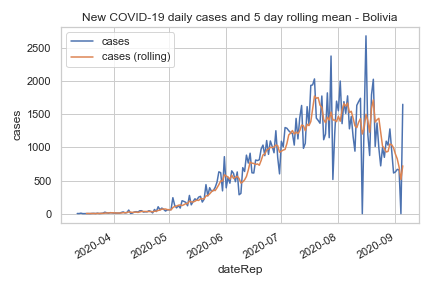 New COVID-19 daily cases and 5 day rolling mean - Bolivia
cases
cases (rolling)
2500
2000
1500
1000
500
0
cases
2020-04
2020-05
2020-06
2020-07
2020-08
2020-09
dateRep